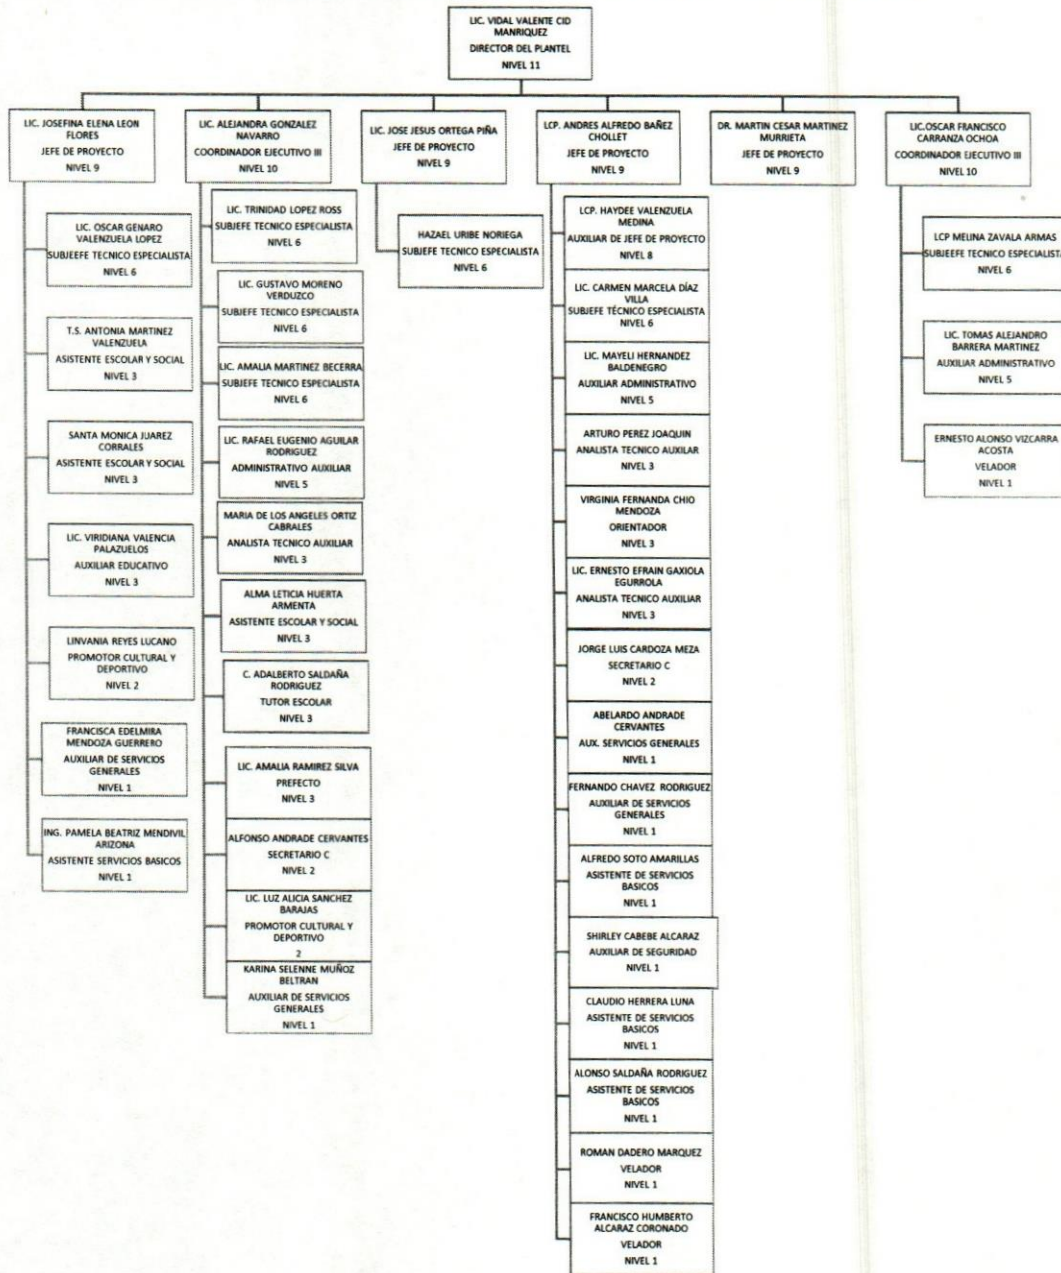 LIC. VIDAL VALENTE CID
MANRIQUEZ
DIRECTOR DEL PLANTEL
NIVEL 11
LIC. JOSEFINA ELENA LEON
FLORES
JEFE DE PROYECTO
NIVEL 9
LIC. OSCAR GENARO
VALENZUELA LOPEZ
SUBJEEFE TECNICO ESPECIALISTA
NIVEL 6
T.S. ANTONIA MARTINEZ
VALENZUELA
ASISTENTE ESCOLAR Y SOCIAL
NIVEL 3
SANTA MONICA JUAREZ
CORRALES
ASISTENTE ESCOLAR Y SOCIAL
NIVEL 3
LIC. VIRIDIANA VALENCIA
PALAZUELOS
AUXILIAR EDUCATIVO
NIVEL 3
LINVANIA REYES LUCANO
PROMOTOR CULTURAL Y
DEPORTIVO
NIVEL 2
FRANCISCA EDELMIRA
MENDOZA GUERRERO
AUXILIAR DE SERVICIOS
GENERALES
NIVEL 1
ING. PAMELA BEATRIZ MENDIVIL
ARIZONA
ASISTENTE SERVICIOS BASICOS
NIVEL 1
LIC. ALEJANDRA GONZALEZ
NAVARRO
COORDINADOR EJECUTIVO III
NIVEL 10
LIC. TRINIDAD LOPEZ ROSS
SUBJEFE TECNICO ESPECIALISTA
NIVEL 6
LIC. GUSTAVO MORENO
VERDUZCO
SUBJEFE TECNICO ESPECIALISTA
NIVEL 6
LIC. AMALIA MARTINEZ BECERRA
SUBJEFE TECNICO ESPECIALISTA
NIVEL 6
LIC. RAFAEL EUGENIO AGUILAR
RODRIGUEZ
ADMINISTRATIVO AUXILIAR
NIVEL 5
MARIA DE LOS ANGELES ORTIZ
CABRALES
ANALISTA TECNICO AUXILIAR
NIVEL 3
ALMA LETICIA HUERTA
ARMENTA
ASISTENTE ESCOLAR Y SOCIAL
NIVEL 3
C. ADALBERTO SALDAÑA
RODRIGUEZ
TUTOR ESCOLAR
NIVEL 3
LIC. AMALIA RAMIREZ SILVA
PREFECTO
NIVEL 3
ALFONSO ANDRADE CERVANTES
SECRETARIO C
NIVEL 2
LIC. LUZ ALICIA SANCHEZ
BARAJAS
PROMOTOR CULTURAL Y
DEPORTIVO
2
KARINA SELENNE MUÑOZ
BELTRAN
AUXILIAR DE SERVICIOS
GENERALES
NIVEL 1
LIC. JOSE JESUS ORTEGA PIÑA
JEFE DE PROYECTO
NIVEL 9
HAZAEL URIBE NORIEGA
SUBJEFE TECNICO ESPECIALISTA
NIVEL 6
LCP. ANDRES ALFREDO BAÑEZ
CHOLLET
JEFE DE PROYECTO
NIVEL 9
LCP. HAYDEE VALENZUELA
MEDINA
AUXILIAR DE JEFE DE PROYECTO
NIVEL 8
LIC. CARMEN MARCELA DÍAZ
VILLA
SUBJEFE TÉCNICO ESPECIALISTA
NIVEL 6
LIC. MAYELI HERNANDEZ
BALDENEGRO
AUXILIAR ADMINISTRATIVO
NIVEL 5
ARTURO PEREZ JOAQUIN
ANALISTA TECNICO AUXILAR
NIVEL 3
VIRGINIA FERNANDA CHIO
MENDOZA
ORIENTADOR
NIVEL 3
LIC. ERNESTO EFRAIN GAXIOLA
EGURROLA
ANALISTA TECNICO AUXILIAR
NIVEL 3
JORGE LUIS CARDOZA MEZA
SECRETARIO C
NIVEL 2
ABELARDO ANDRADE
CERVANTES
AUX. SERVICIOS GENERALES
NIVEL 1
FERNANDO CHAVEZ RODRIGUEZ
AUXILIAR DE SERVICIOS
GENERALES
NIVEL 1
ALFREDO SOTO AMARILLAS
ASISTENTE DE SERVICIOS
BASICOS
NIVEL 1
SHIRLEY CABEBE ALCARAZ
AUXILIAR DE SEGURIDAD
NIVEL 1
CLAUDIO HERRERA LUNA
ASISTENTE DE SERVICIOS
BASICOS
NIVEL 1
ALONSO SALDAÑA RODRIGUEZ
ASISTENTE DE SERVICIOS
BASICOS
NIVEL 1
ROMAN DADERO MARQUEZ
VELADOR
NIVEL 1
FRANCISCO HUMBERTO
ALCARAZ CORONADO
VELADOR
NIVEL 1
DR. MARTIN CESAR MARTINEZ
MURRIETA
JEFE DE PROYECTO
NIVEL 9
LIC.OSCAR FRANCISCO
CARRANZA OCHOA
COORDINADOR EJECUTIVO III
NIVEL 10
LCP MELINA ZAVALA ARMAS
SUBJEEFE TECNICO ESPECIALISTA
NIVEL 6
LIC. TOMAS ALEJANDRO
BARRERA MARTINEZ
AUXILIAR ADMINISTRATIVO
NIVEL 5
ERNESTO ALONSO VIZCARRA
ACOSTA
VELADOR
NIVEL 1